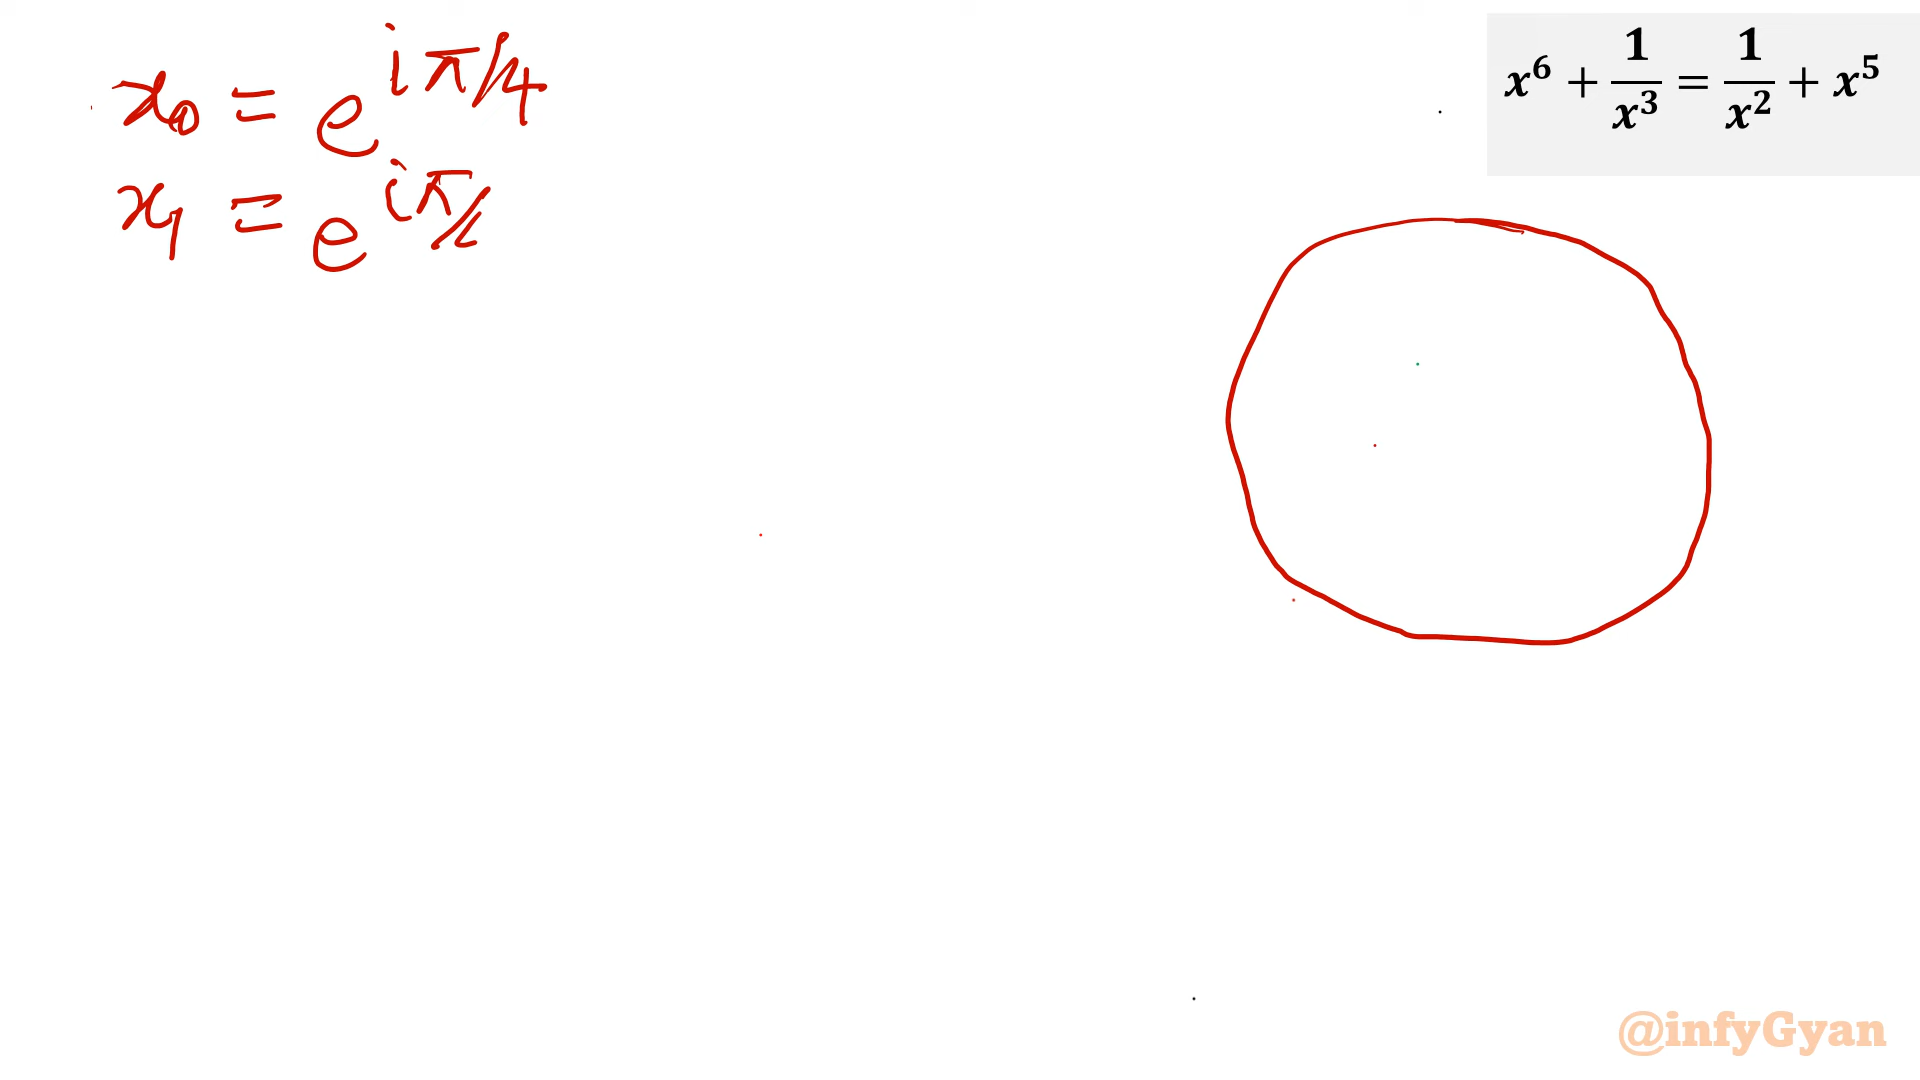 x₀ = e^{iπ/4}
x⁶ + 1/x³ = 1/x² + x⁵
x₁ = e^{iπ/2}
@infyGyan